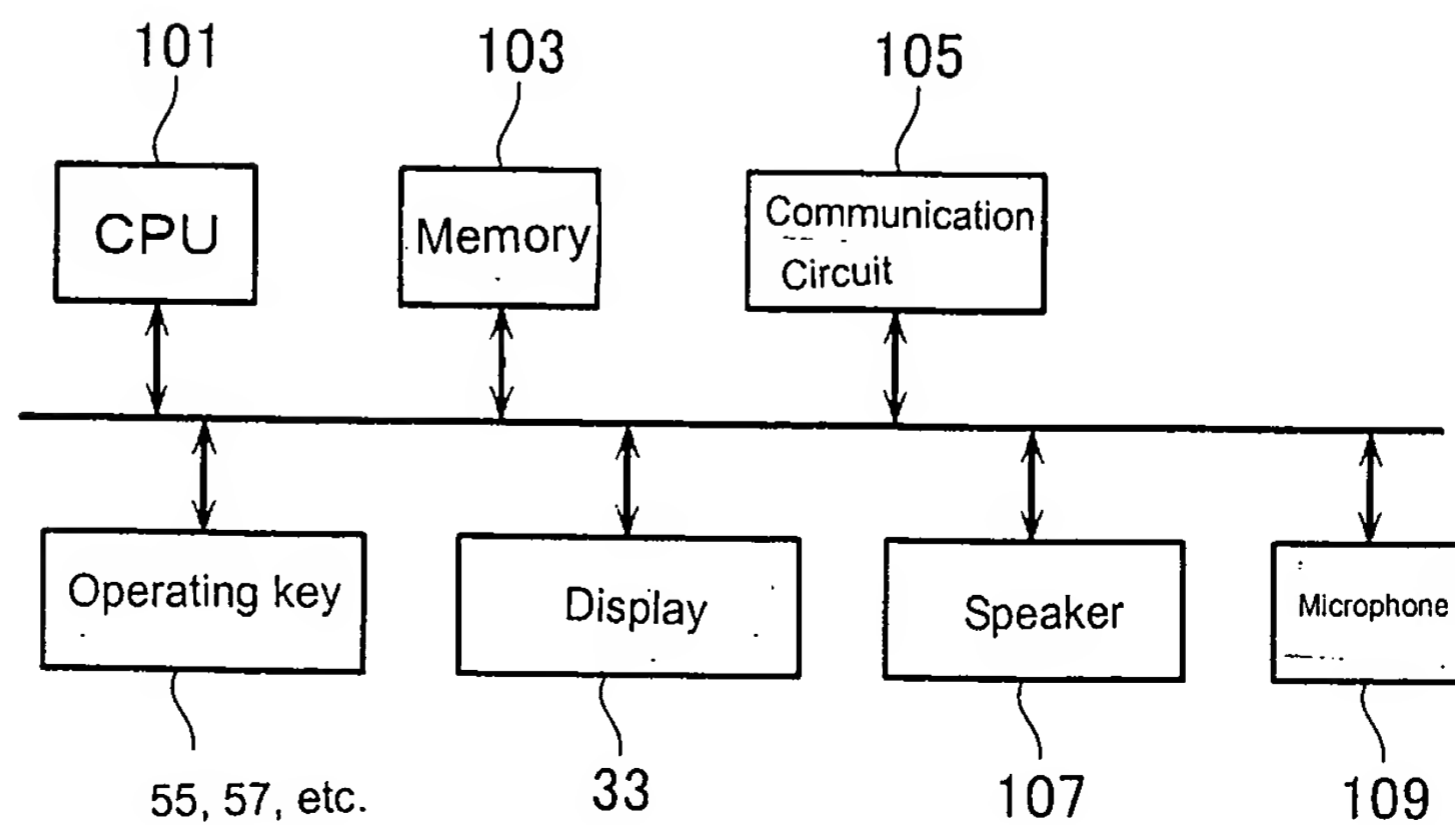 101
103
105
CPU
Memory
Communication
Circuit
Operating key
Display
Speaker
Microphone
55, 57, etc.
33
107
109